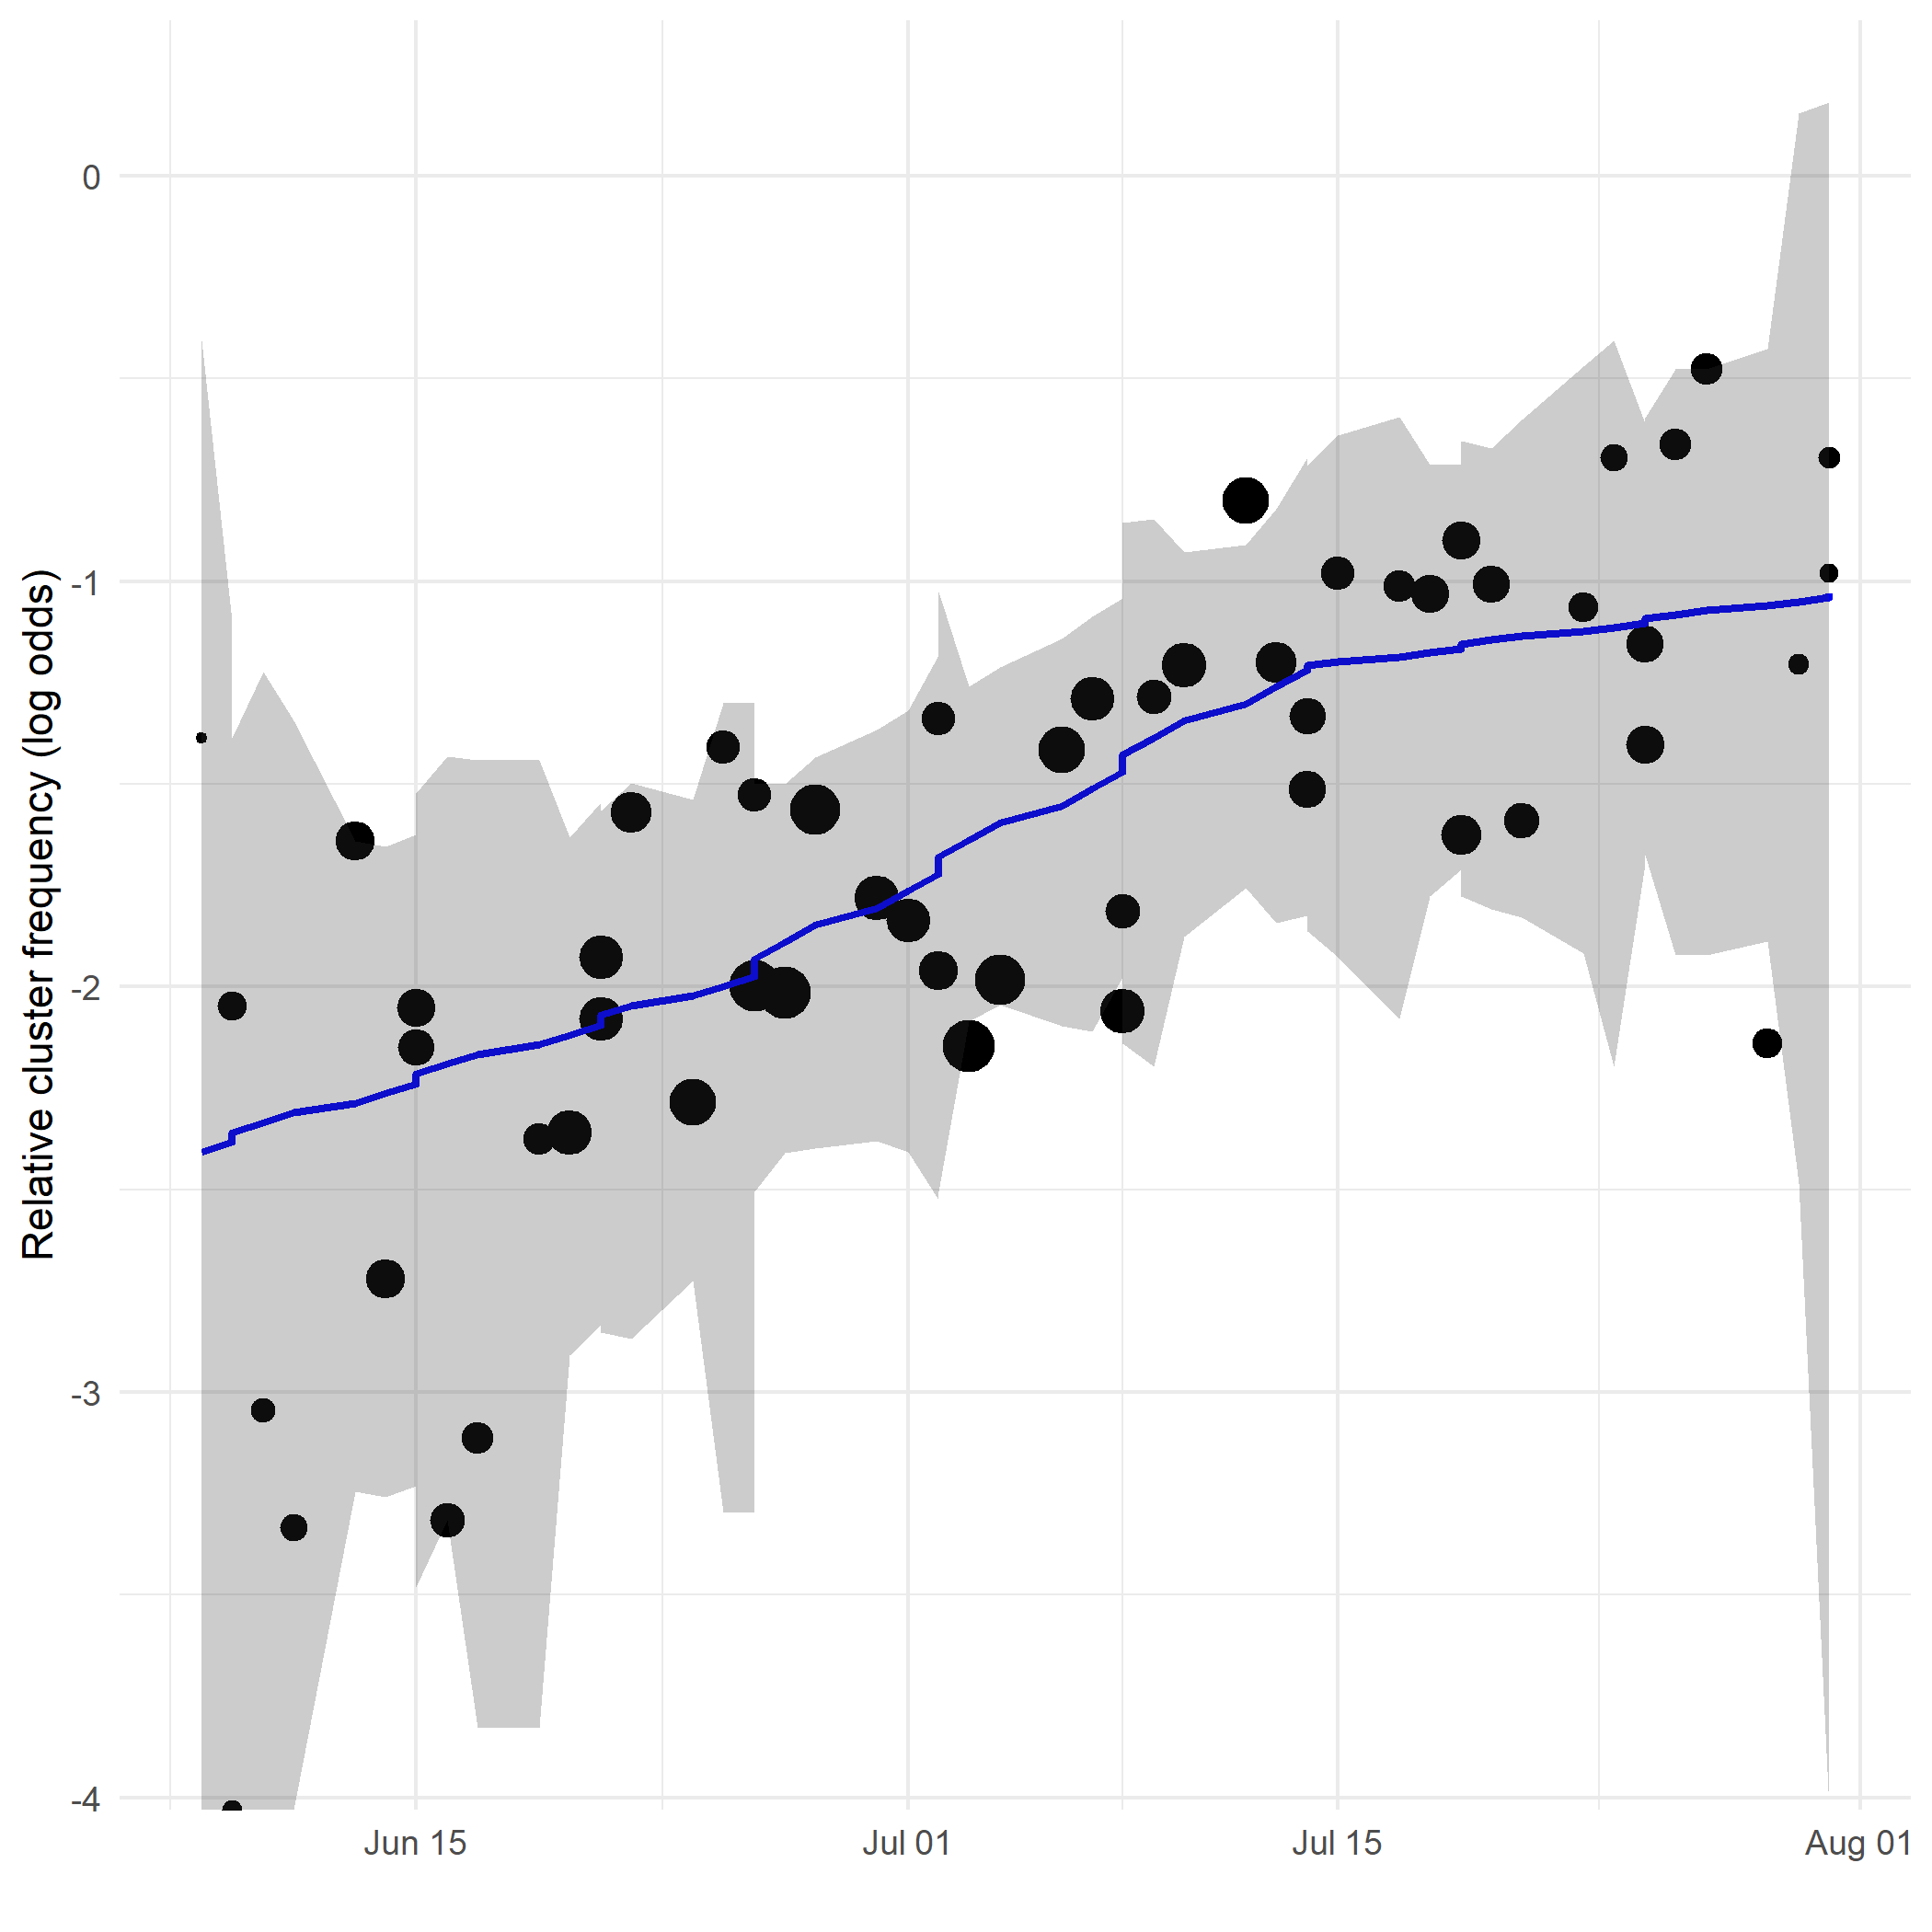 Relative cluster frequency (log odds)
0
-1
-2
-3
-4
Jun 15
Jul 01
Jul 15
Aug 01